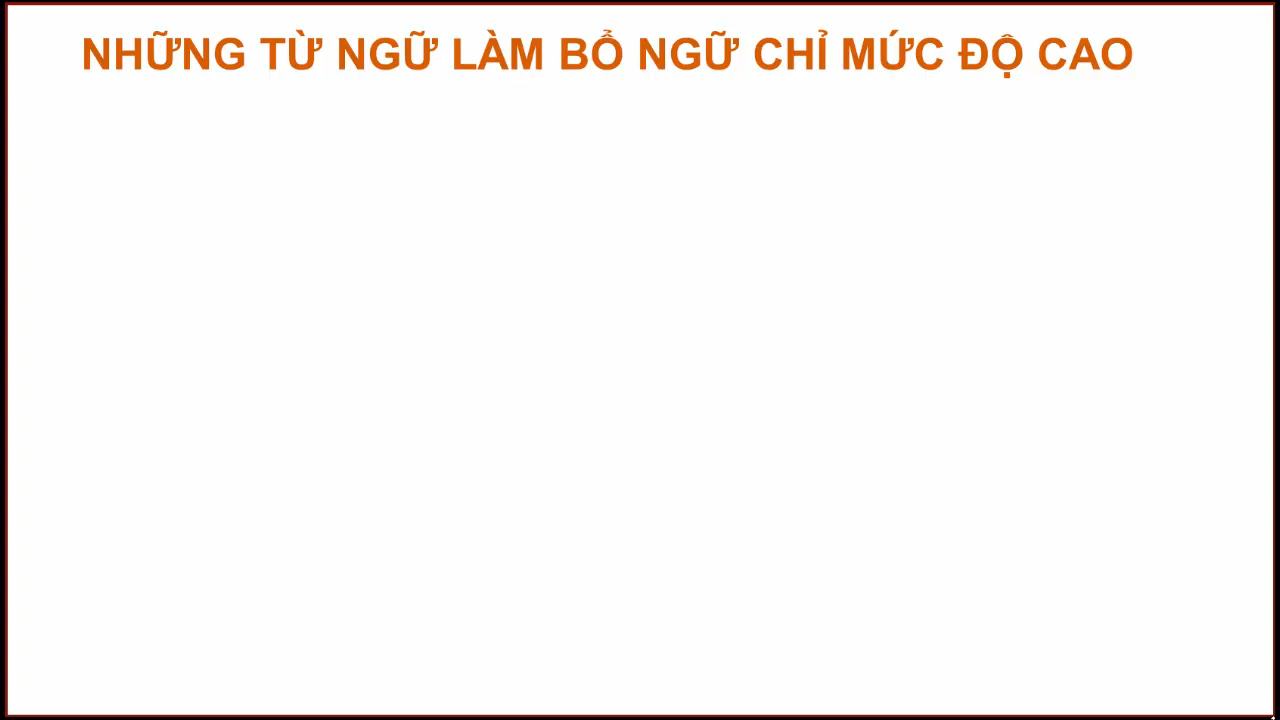 NHỮNG TỪ NGỮ LÀM BỔ NGỮ CHỈ MỨC ĐỘ CAO